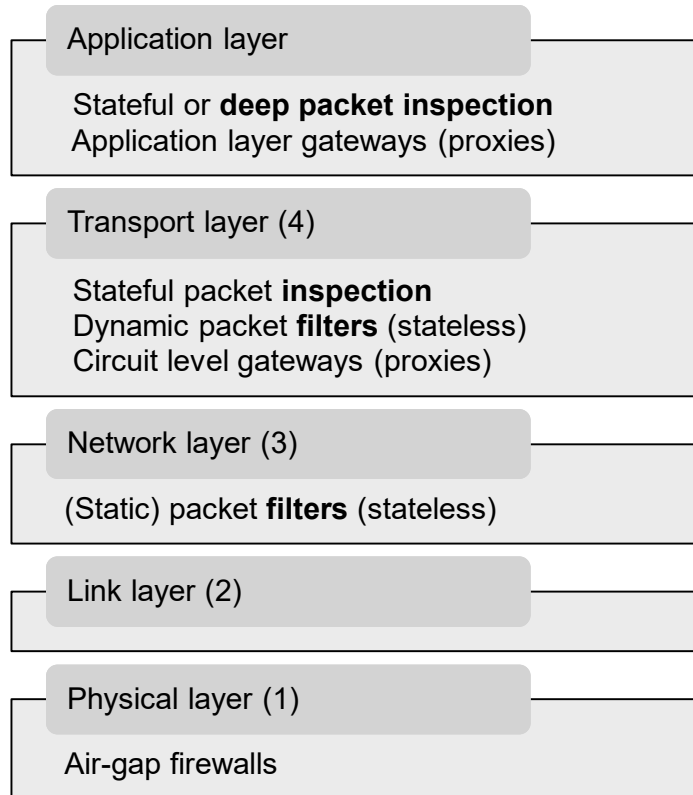 Application layer
Stateful or deep packet inspection
Application layer gateways (proxies)
Transport layer (4)
Stateful packet inspection
Dynamic packet filters (stateless)
Circuit level gateways (proxies)
Network layer (3)
(Static) packet filters (stateless)
Link layer (2)
Physical layer (1)
Air-gap firewalls